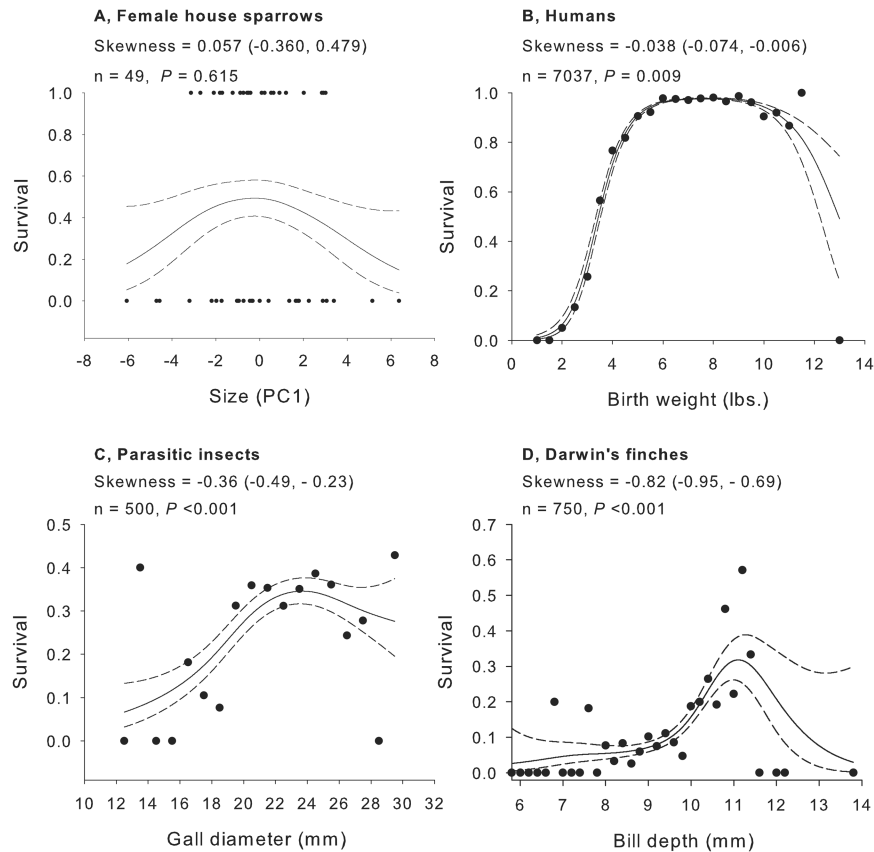 A, Female house sparrows
Skewness = 0.057 (-0.360, 0.479)
n = 49, P = 0.615
1.0
0.8
0.6
0.4
0.2
0.0
Survival
-8 -6 -4 -2 0 2 4 6 8
Size (PC1)
B, Humans
Skewness = -0.038 (-0.074, -0.006)
n = 7037, P = 0.009
1.0
0.8
0.6
0.4
0.2
0.0
Survival
0 2 4 6 8 10 12 14
Birth weight (lbs.)
C, Parasitic insects
Skewness = -0.36 (-0.49, - 0.23)
n = 500, P <0.001
0.5
0.4
0.3
0.2
0.1
0.0
Survival
10 12 14 16 18 20 22 24 26 28 30 32
Gall diameter (mm)
D, Darwin's finches
Skewness = -0.82 (-0.95, - 0.69)
n = 750, P <0.001
0.7
0.6
0.5
0.4
0.3
0.2
0.1
0.0
Survival
6 7 8 9 10 11 12 13 14
Bill depth (mm)